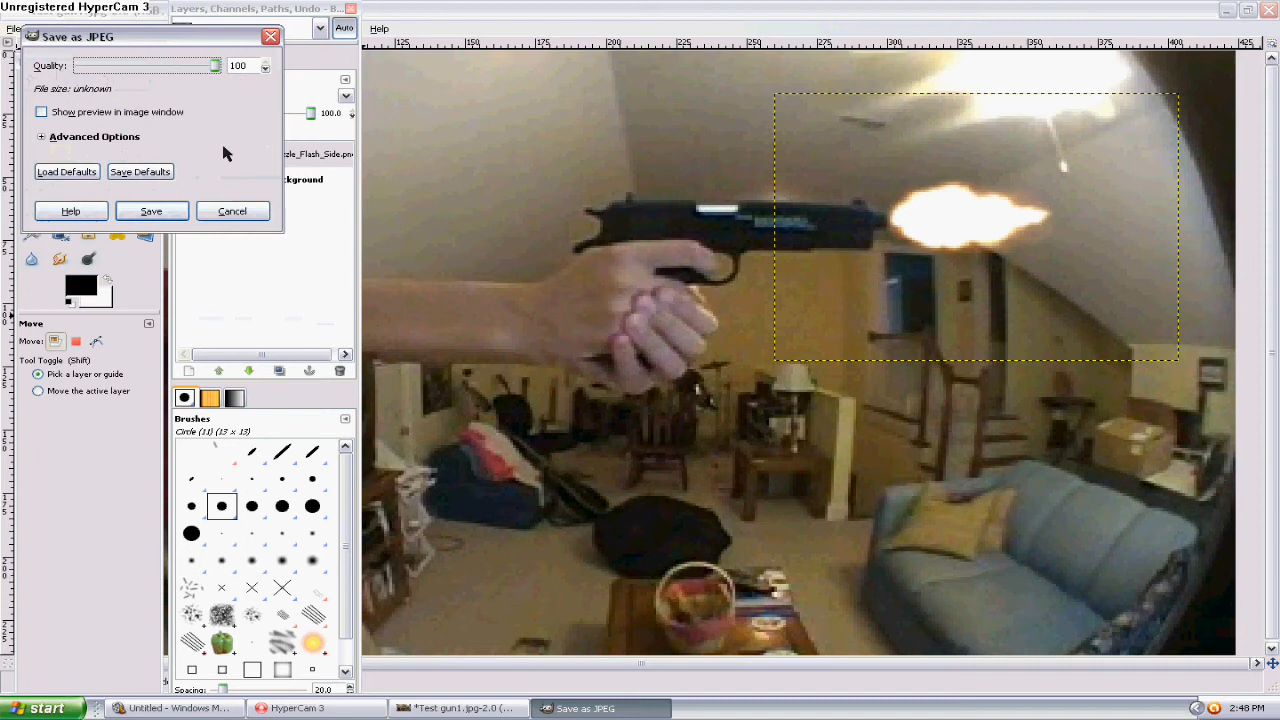 Unregistered HyperCam 3
Layers, Channels, Paths, Undo - B...
Save as JPEG
Auto
Help
Quality:
100
File size: unknown
Show preview in image window
Advanced Options
Load Defaults
Save Defaults
Help
Save
Cancel
100.0
zle_Flash_Side.pn
ground
125
150
175
200
225
250
275
300
325
350
375
400
425
Move
Move:
Tool Toggle (Shift)
Pick a layer or guide
Move the active layer
Brushes
Circle (11) (13 × 13)
Spacing:
20.0
start
Untitled - Windows M...
HyperCam 3
*Test gun1.jpg-2.0 (...
Save as JPEG
2:48 PM